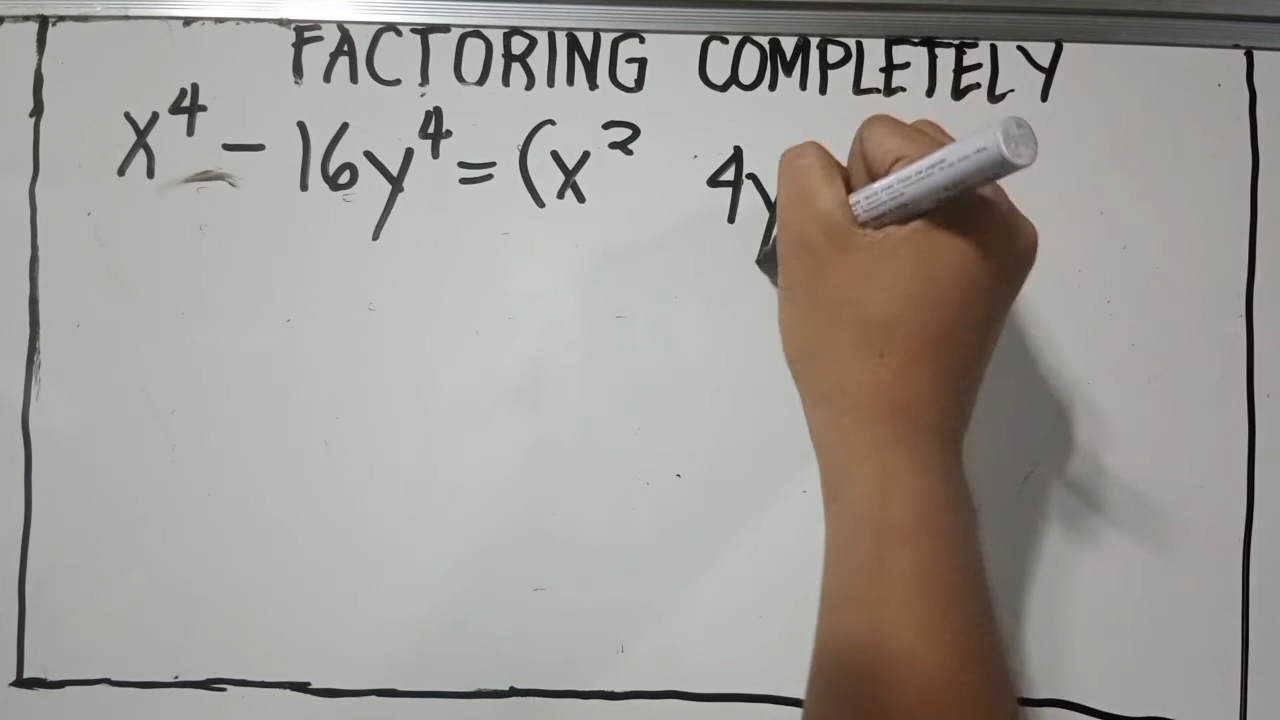 FACTORING COMPLETELY
x⁴ - 16y⁴ = (x² 4y